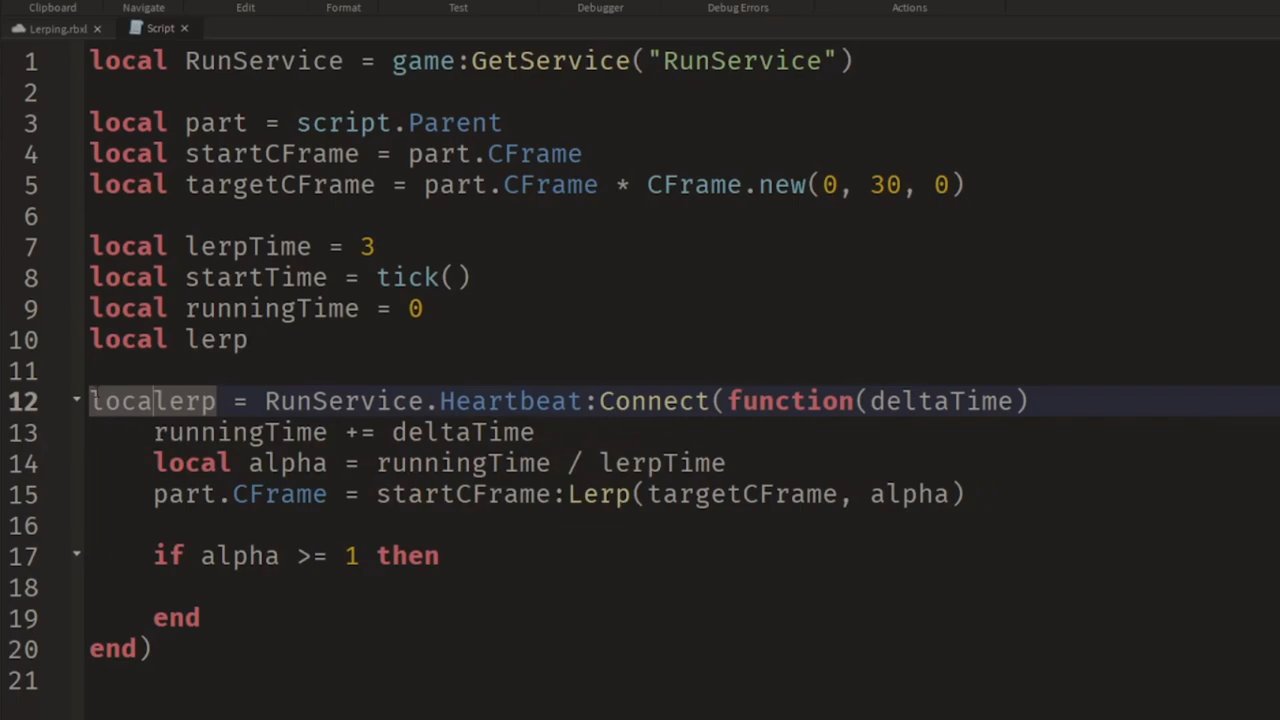 Clipboard Navigate Edit Format Test Debugger Debug Errors Actions
Lerping.rbxl Script
1 local RunService = game:GetService("RunService")
2
3 local part = script.Parent
4 local startCFrame = part.CFrame
5 local targetCFrame = part.CFrame * CFrame.new(0, 30, 0)
6
7 local lerpTime = 3
8 local startTime = tick()
9 local runningTime = 0
10 local lerp
11
12 localerp = RunService.Heartbeat:Connect(function(deltaTime)
13 runningTime += deltaTime
14 local alpha = runningTime / lerpTime
15 part.CFrame = startCFrame:Lerp(targetCFrame, alpha)
16
17 if alpha >= 1 then
18
19 end
20 end)
21